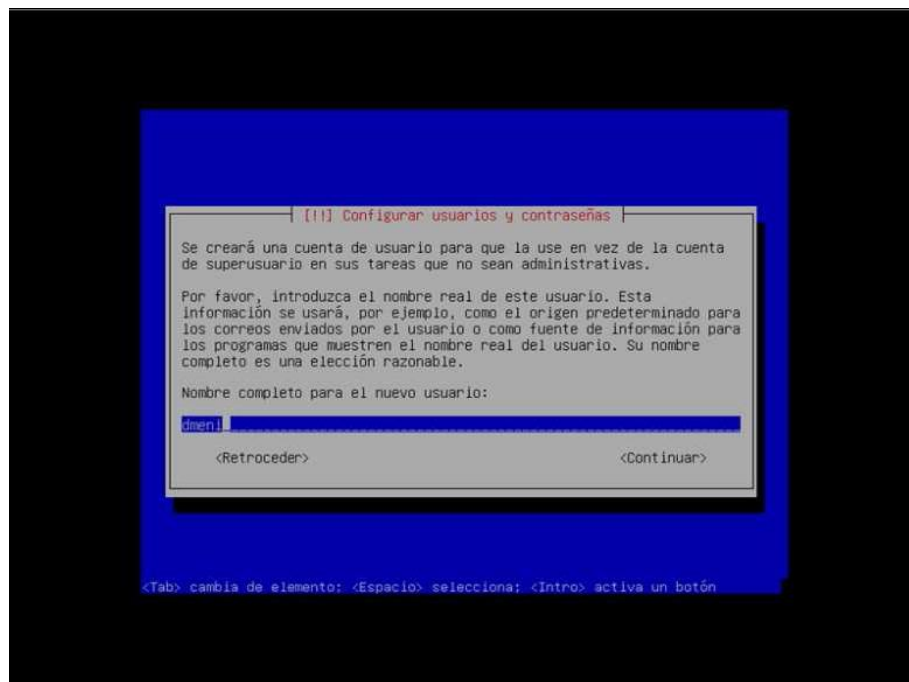 [!!] Configurar usuarios y contraseñas
Se creará una cuenta de usuario para que la use en vez de la cuenta
de superusuario en sus tareas que no sean administrativas.
Por favor, introduzca el nombre real de este usuario. Esta
información se usará, por ejemplo, como el origen predeterminado para
los correos enviados por el usuario o como fuente de información para
los programas que muestren el nombre real del usuario. Su nombre
completo es una elección razonable.
Nombre completo para el nuevo usuario:
dmeni
<Retroceder> <Continuar>
<Tab> cambia de elemento; <Espacio> selecciona; <Intro> activa un botón